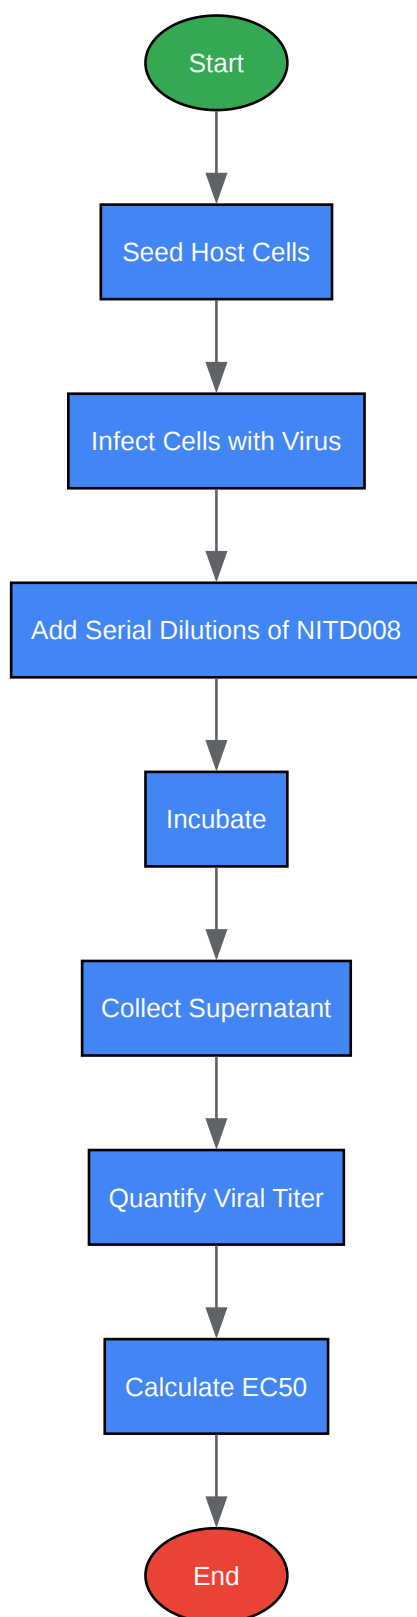 Start
Seed Host Cells
Infect Cells with Virus
Add Serial Dilutions of NITD008
Incubate
Collect Supernatant
Quantify Viral Titer
Calculate EC50
End